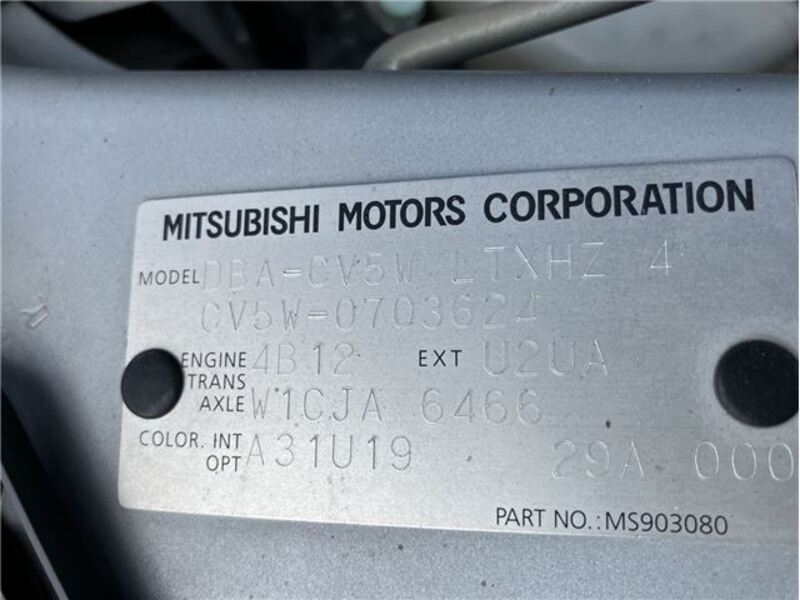 MITSUBISHI MOTORS CORPORATION
MODEL DBA-CV5W LTXHZ 4
CV5W-0703624
ENGINE 4B12 EXT U2UA
TRANS
AXLE W1CJA 6466
COLOR. INT
OPT A31U19 29A 000
PART NO.:MS903080